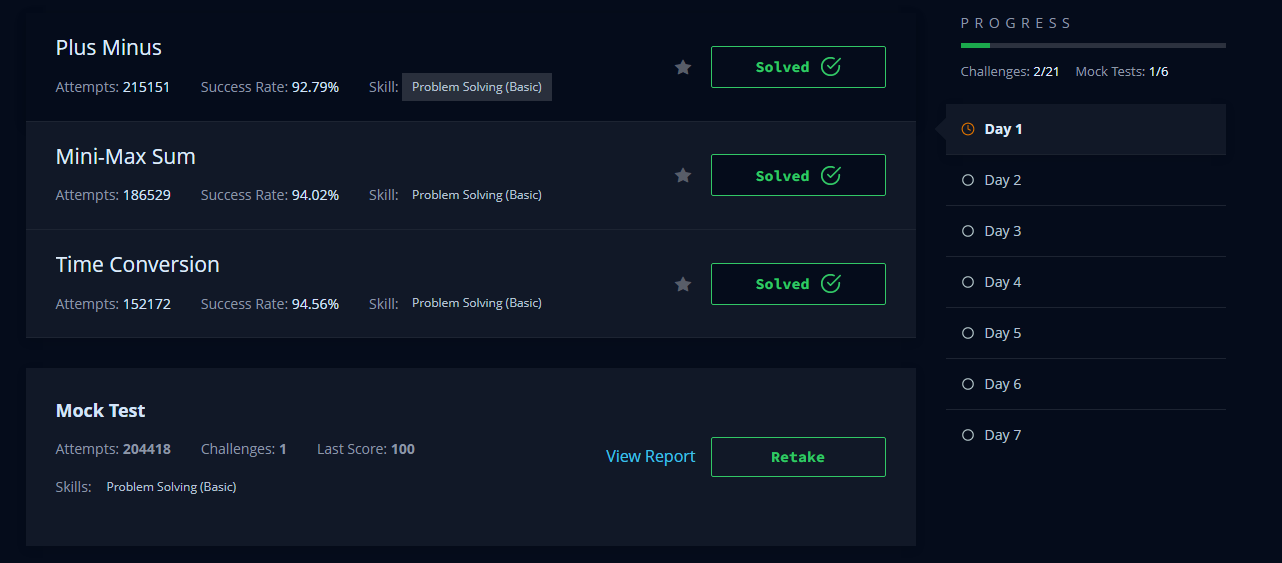 Plus Minus
Attempts: 215151 Success Rate: 92.79% Skill: Problem Solving (Basic)
Solved
Mini-Max Sum
Attempts: 186529 Success Rate: 94.02% Skill: Problem Solving (Basic)
Solved
Time Conversion
Attempts: 152172 Success Rate: 94.56% Skill: Problem Solving (Basic)
Solved
Mock Test
Attempts: 204418 Challenges: 1 Last Score: 100
Skills: Problem Solving (Basic)
View Report
Retake
PROGRESS
Challenges: 2/21 Mock Tests: 1/6
Day 1
Day 2
Day 3
Day 4
Day 5
Day 6
Day 7